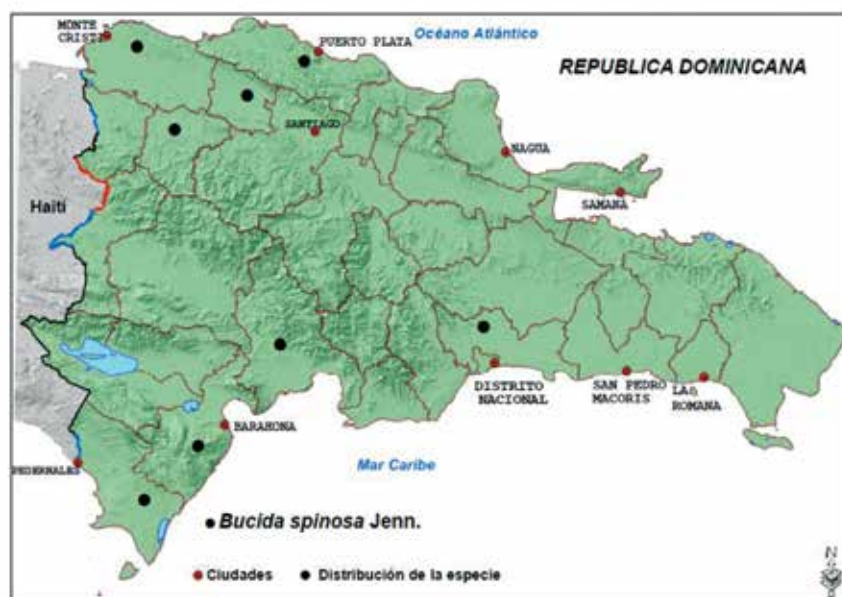 MONTE
CRISTI
PUERTO PLATA
Océano Atlántico
REPUBLICA DOMINICANA
SANTIAGO
NAGUA
SAMANA
Haití
DISTRITO
NACIONAL
SAN PEDRO
MACORIS
LA
ROMANA
BARAHONA
Mar Caribe
PEDERNALES
Bucida spinosa Jenn.
Ciudades
Distribución de la especie
N